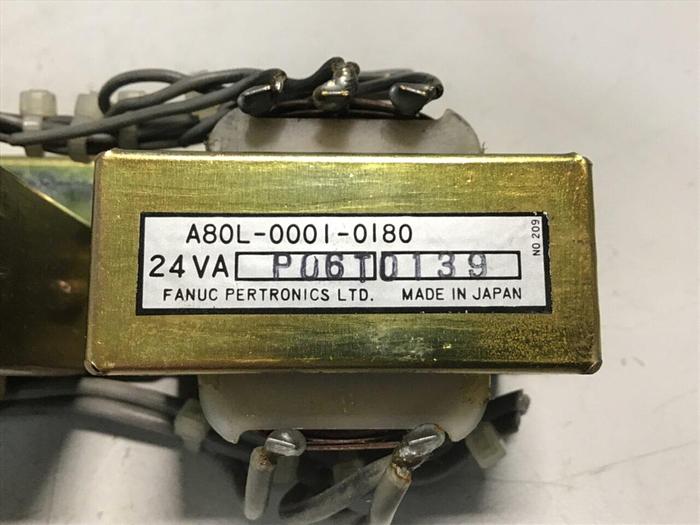 A80L-0001-0180
24VA P06T0139
FANUC PERTRONICS LTD. MADE IN JAPAN
NO 209